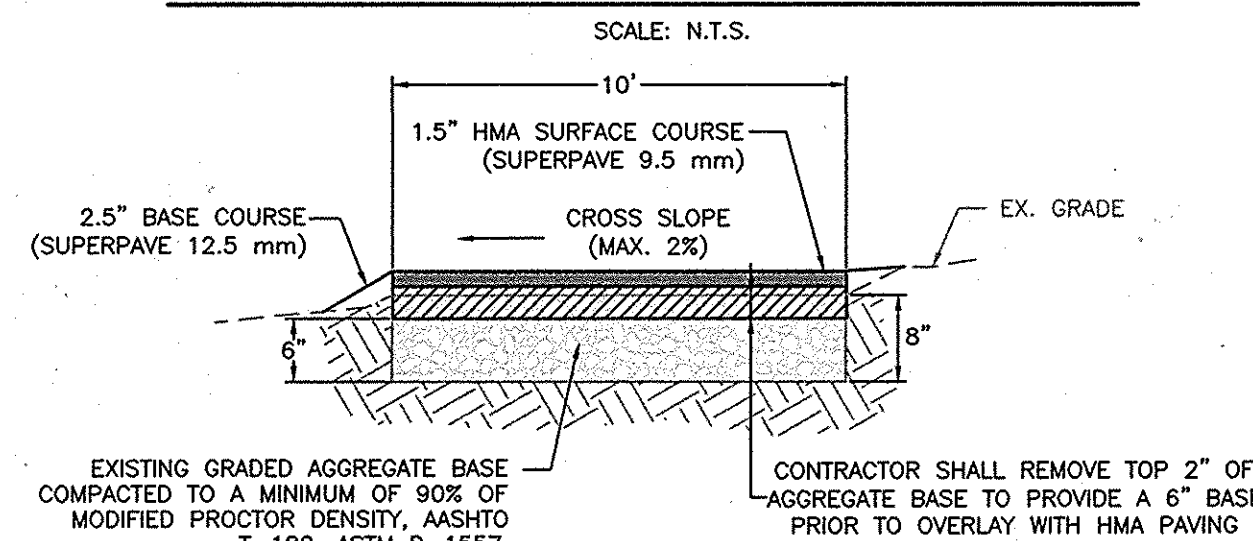 SCALE: N.T.S.
10'
1.5" HMA SURFACE COURSE
(SUPERPAVE 9.5 mm)
2.5" BASE COURSE
(SUPERPAVE 12.5 mm)
CROSS SLOPE
(MAX. 2%)
EX. GRADE
6"
8"
EXISTING GRADED AGGREGATE BASE
COMPACTED TO A MINIMUM OF 90% OF
MODIFIED PROCTOR DENSITY, AASHTO
CONTRACTOR SHALL REMOVE TOP 2" OF
AGGREGATE BASE TO PROVIDE A 6" BASE
PRIOR TO OVERLAY WITH HMA PAVING